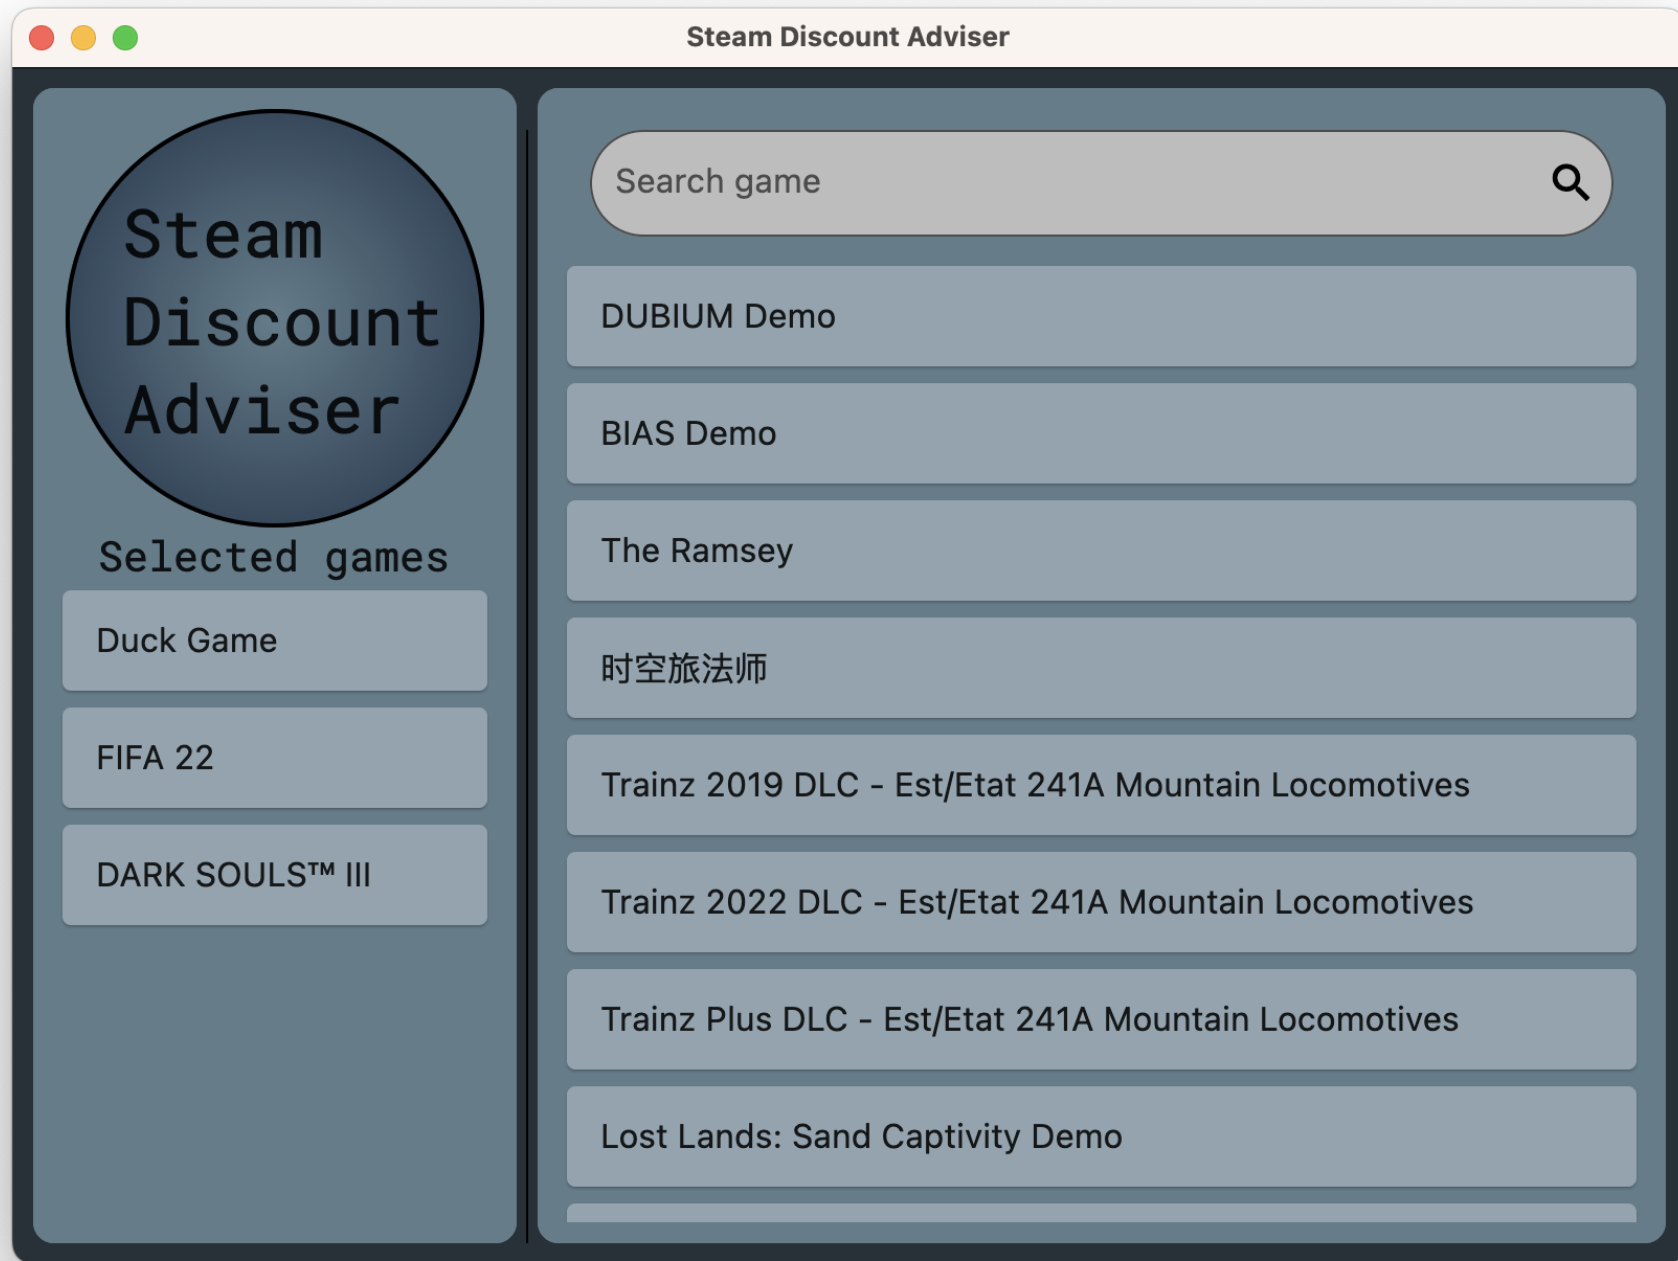 Steam Discount Adviser
Steam
Discount
Adviser
Selected games
Duck Game
FIFA 22
DARK SOULS™ III
Search game
DUBIUM Demo
BIAS Demo
The Ramsey
时空旅法师
Trainz 2019 DLC - Est/Etat 241A Mountain Locomotives
Trainz 2022 DLC - Est/Etat 241A Mountain Locomotives
Trainz Plus DLC - Est/Etat 241A Mountain Locomotives
Lost Lands: Sand Captivity Demo